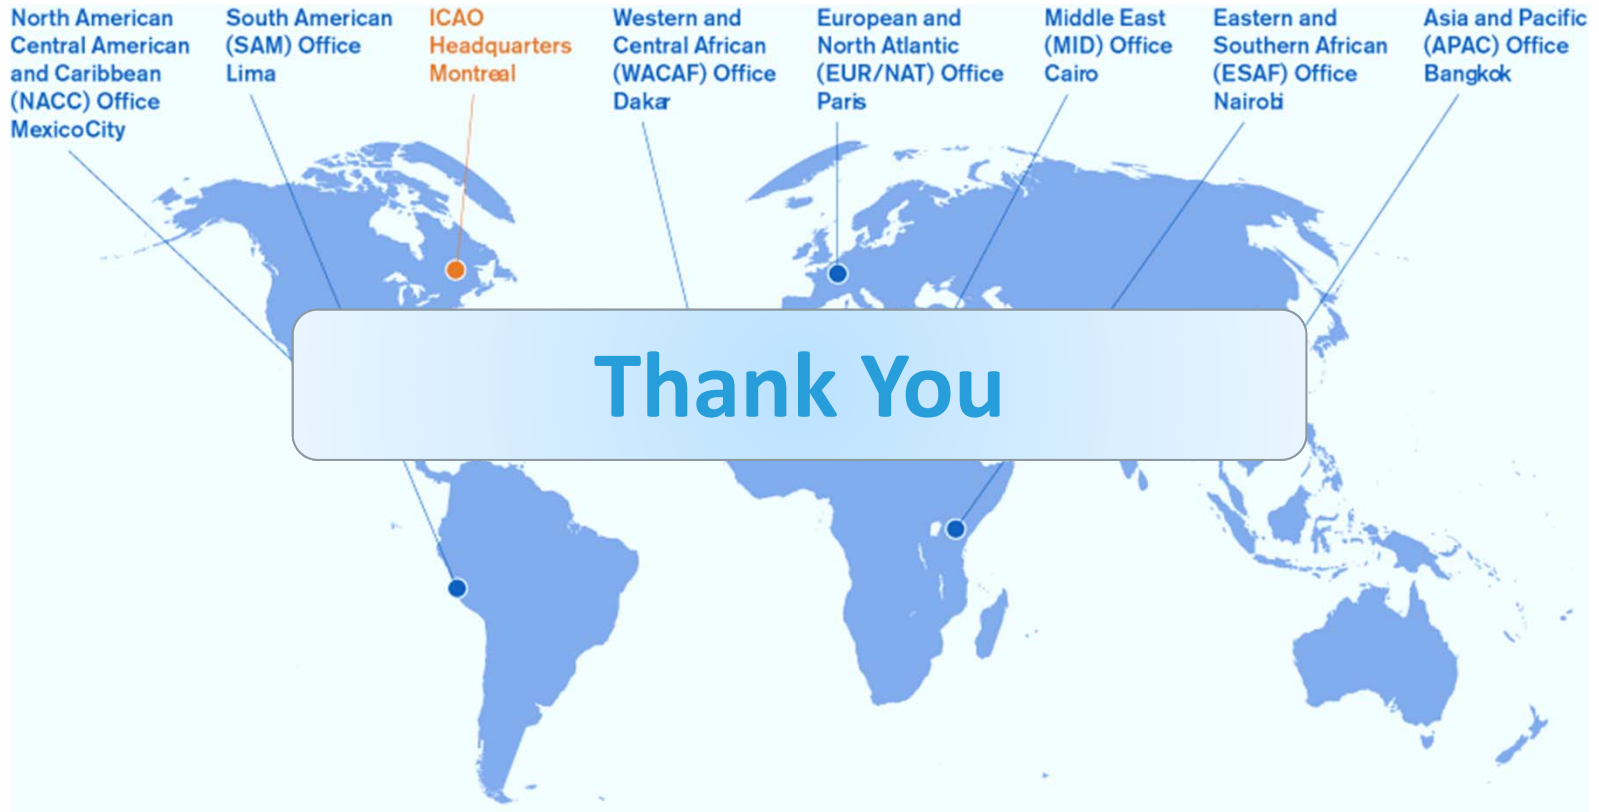 North American
Central American
and Caribbean
(NACC) Office
MexicoCity
South American
(SAM) Office
Lima
ICAO
Headquarters
Montreal
Western and
Central African
(WACAF) Office
Dakar
European and
North Atlantic
(EUR/NAT) Office
Paris
Middle East
(MID) Office
Cairo
Eastern and
Southern African
(ESAF) Office
Nairobi
Asia and Pacific
(APAC) Office
Bangkok
Thank You